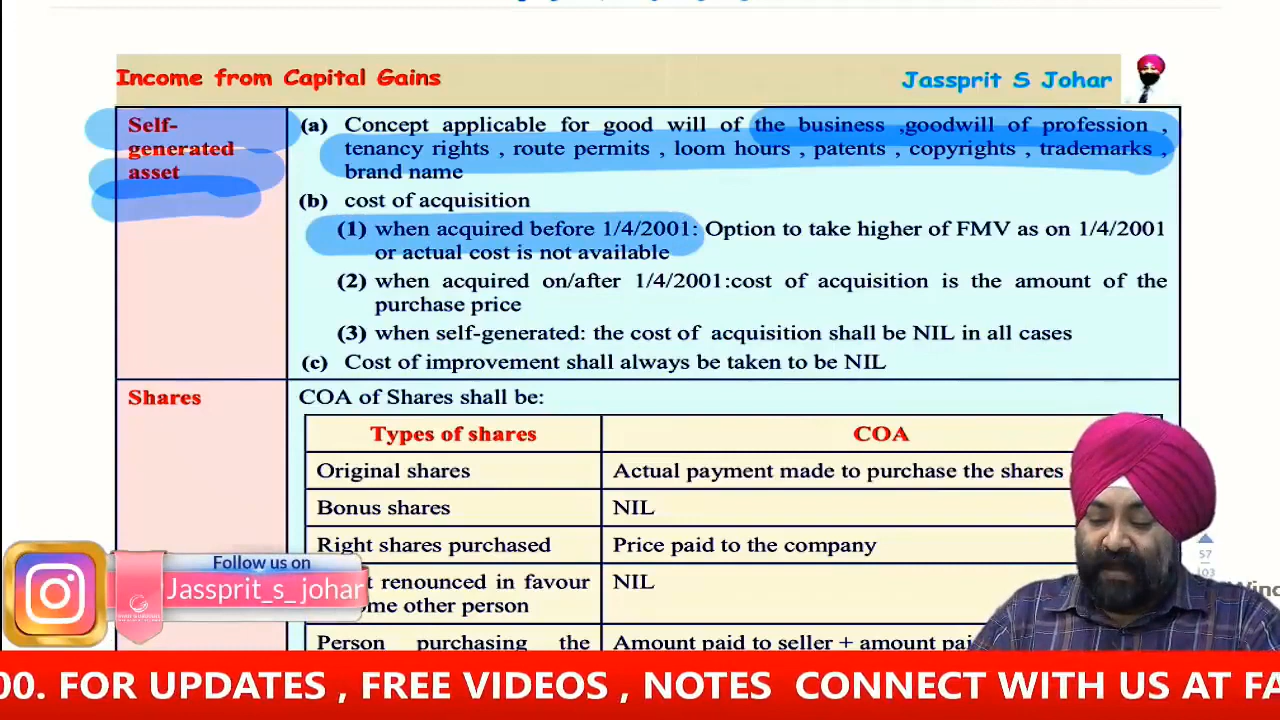 Income from Capital Gains
Jassprit S Johar
Self-
generated
asset
(a) Concept applicable for good will of the business ,goodwill of profession ,
tenancy rights , route permits , loom hours , patents , copyrights , trademarks ,
brand name
(b) cost of acquisition
(1) when acquired before 1/4/2001: Option to take higher of FMV as on 1/4/2001
or actual cost is not available
(2) when acquired on/after 1/4/2001:cost of acquisition is the amount of the
purchase price
(3) when self-generated: the cost of acquisition shall be NIL in all cases
(c) Cost of improvement shall always be taken to be NIL
Shares
COA of Shares shall be:
Types of shares
COA
Original shares
Actual payment made to purchase the shares
Bonus shares
NIL
Right shares purchased
Price paid to the company
renounced in favour
other person
NIL
Person purchasing the
Amount paid to seller + amount
57
103
Follow us on
Jassprit_s_johar
00. FOR UPDATES , FREE VIDEOS , NOTES CONNECT WITH US AT